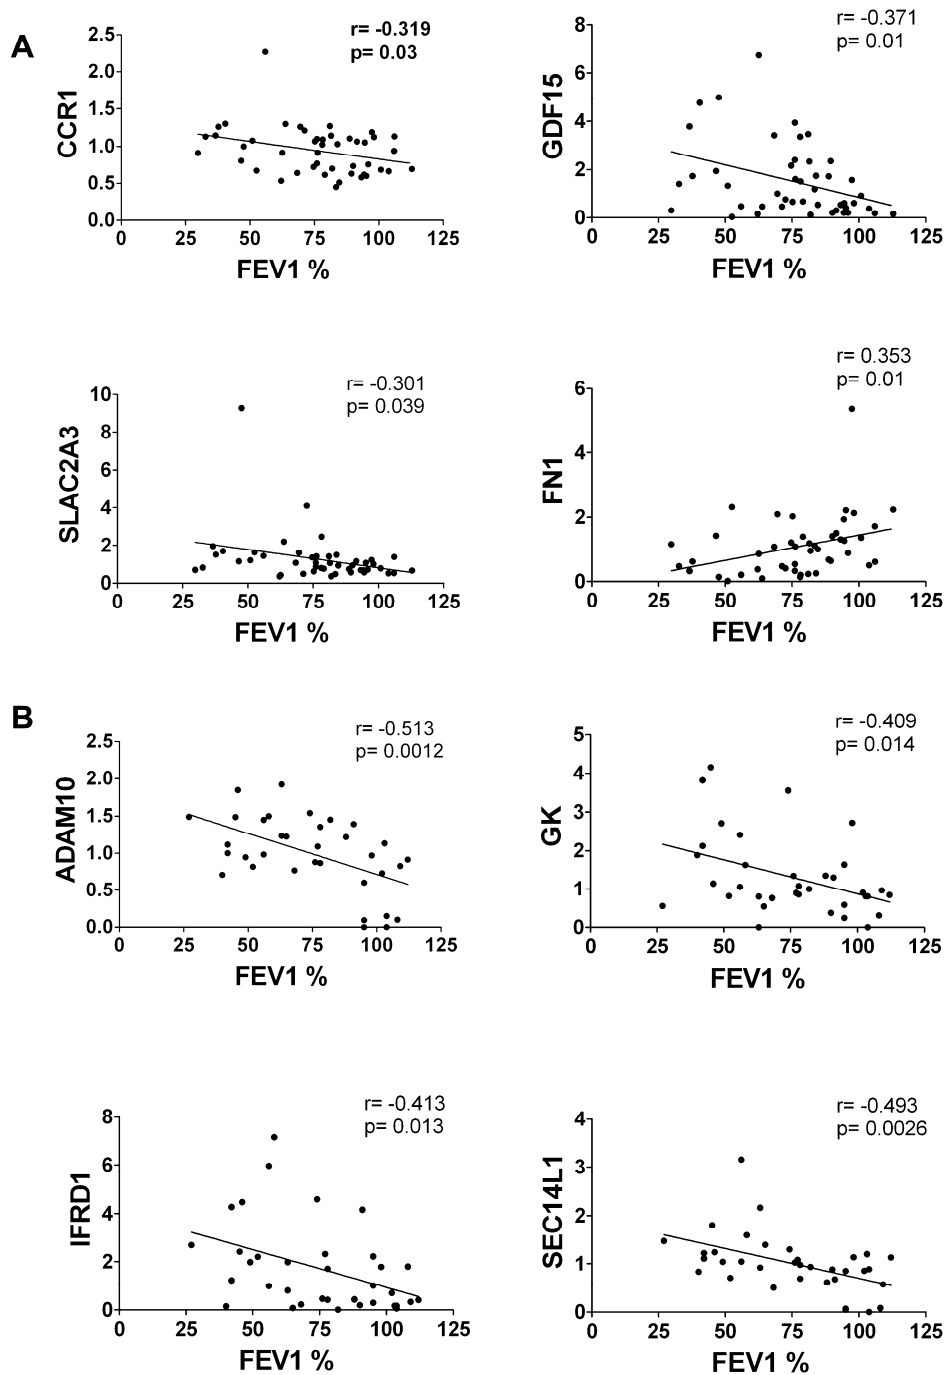 A
r= -0.319
p= 0.03
CCR1
2.5
2.0
1.5
1.0
0.5
0.0
0 25 50 75 100 125
FEV1 %
r= -0.371
p= 0.01
GDF15
8
6
4
2
0
0 25 50 75 100 125
FEV1 %
r= -0.301
p= 0.039
SLAC2A3
10
8
6
4
2
0
0 25 50 75 100 125
FEV1 %
r= 0.353
p= 0.01
FN1
6
4
2
0
0 25 50 75 100 125
FEV1 %
B
r= -0.513
p= 0.0012
ADAM10
2.5
2.0
1.5
1.0
0.5
0.0
0 25 50 75 100 125
FEV1 %
r= -0.409
p= 0.014
GK
5
4
3
2
1
0
0 25 50 75 100 125
FEV1 %
r= -0.413
p= 0.013
IFRD1
8
6
4
2
0
0 25 50 75 100 125
FEV1 %
r= -0.493
p= 0.0026
SEC14L1
4
3
2
1
0
0 25 50 75 100 125
FEV1 %